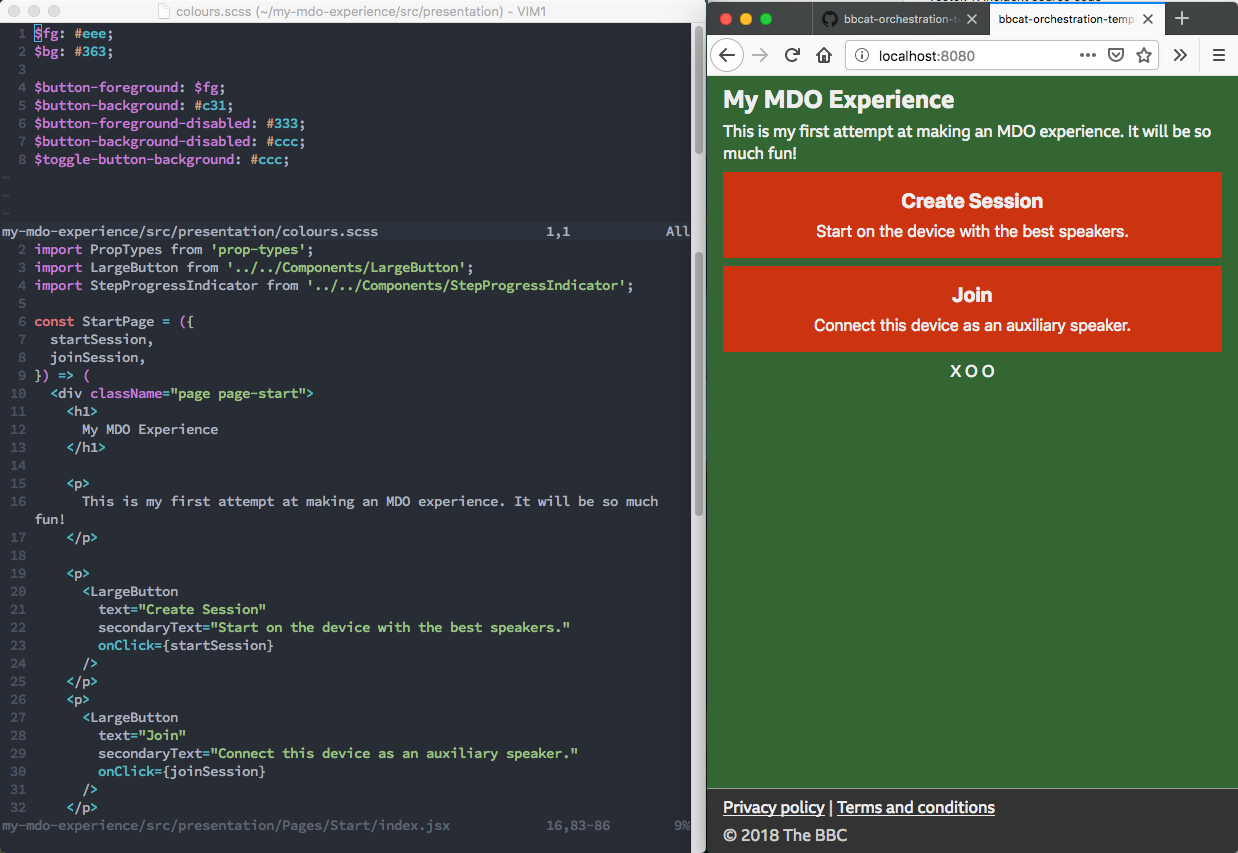 colours.scss (~/my-mdo-experience/src/presentation) - VIM1
1 $fg: #eee;
2 $bg: #363;
3
4 $button-foreground: $fg;
5 $button-background: #c31;
6 $button-foreground-disabled: #333;
7 $button-background-disabled: #ccc;
8 $toggle-button-background: #ccc;
~
~
~
my-mdo-experience/src/presentation/colours.scss 1,1 All
2 import PropTypes from 'prop-types';
3 import LargeButton from '../../Components/LargeButton';
4 import StepProgressIndicator from '../../Components/StepProgressIndicator';
5
6 const StartPage = ({
7 startSession,
8 joinSession,
9 }) => (
10 <div className="page page-start">
11 <h1>
12 My MDO Experience
13 </h1>
14
15 <p>
16 This is my first attempt at making an MDO experience. It will be so much
fun!
17 </p>
18
19 <p>
20 <LargeButton
21 text="Create Session"
22 secondaryText="Start on the device with the best speakers."
23 onClick={startSession}
24 />
25 </p>
26 <p>
27 <LargeButton
28 text="Join"
29 secondaryText="Connect this device as an auxiliary speaker."
30 onClick={joinSession}
31 />
32 </p>
my-mdo-experience/src/presentation/Pages/Start/index.jsx 16,83-86 9%
bbcat-orchestration-te
bbcat-orchestration-templ
localhost:8080
My MDO Experience
This is my first attempt at making an MDO experience. It will be so
much fun!
Create Session
Start on the device with the best speakers.
Join
Connect this device as an auxiliary speaker.
X O O
Privacy policy | Terms and conditions
© 2018 The BBC